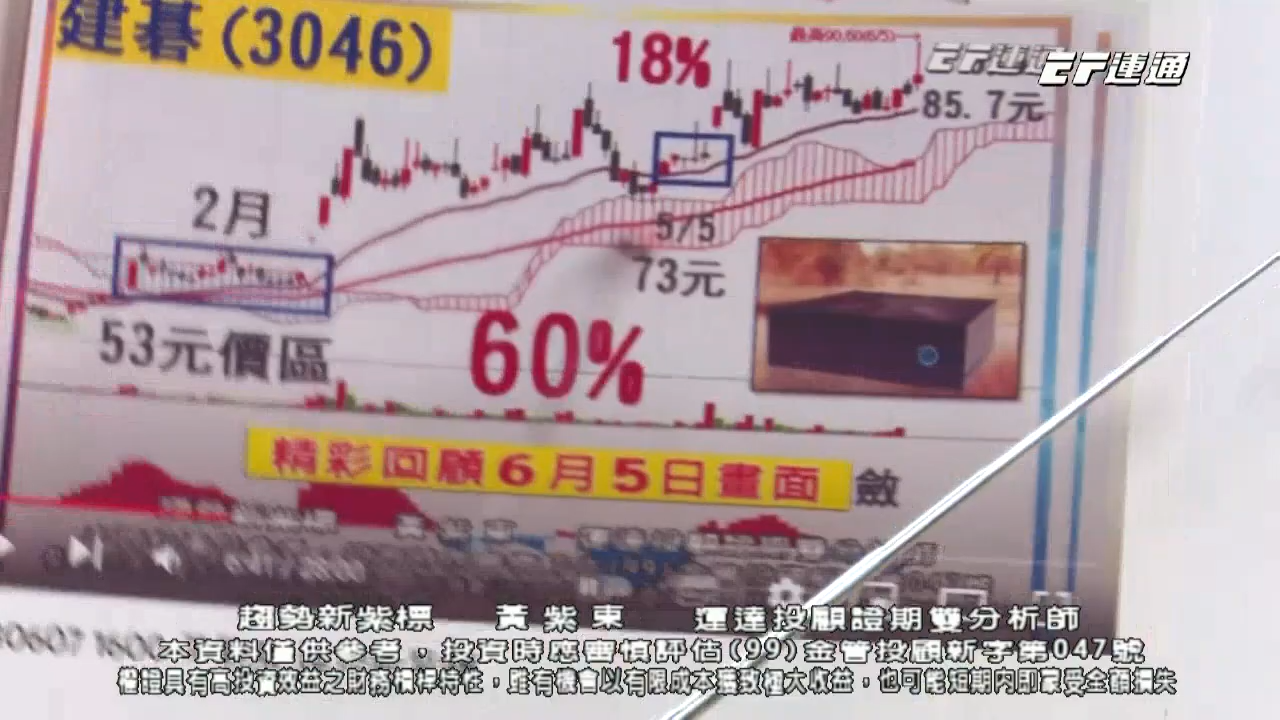 建碁(3046)
18%
最高90.60(6/5)
EF運通
85.7元
2月
5/5
73元
53元價區
60%
精彩回顧6月5日畫面
斂
趨勢新紫標 黃紫東 運達投顧證期雙分析師
本資料僅供參考，投資時應審慎評估(99)金管投顧新字第047號
權證具有高投資效益之財務槓桿特性，雖有機會以有限成本獲致極大收益，也可能短期內即蒙受全額損失